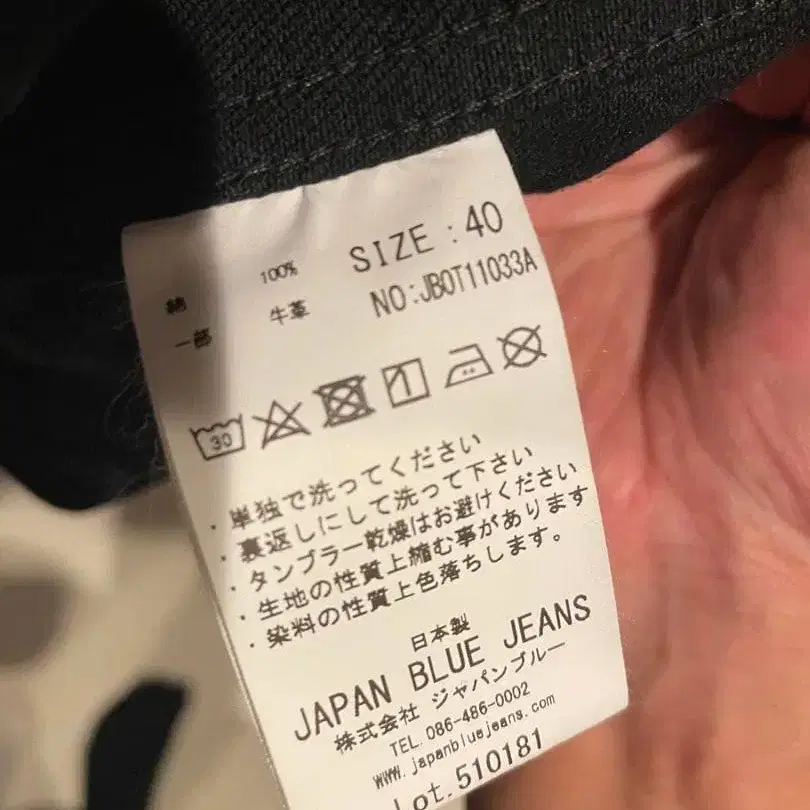 SIZE : 40
NO:JBOT11033A
綿 100%
一部 牛革
30
・単独で洗ってください
・裏返しにして洗って下さい
・タンブラー乾燥はお避けください
・生地の性質上縮む事があります
・染料の性質上色落ちします。
日本製
JAPAN BLUE JEANS
株式会社 ジャパンブルー
TEL.086-486-0002
www.japanbluejeans.com
Lot.510181